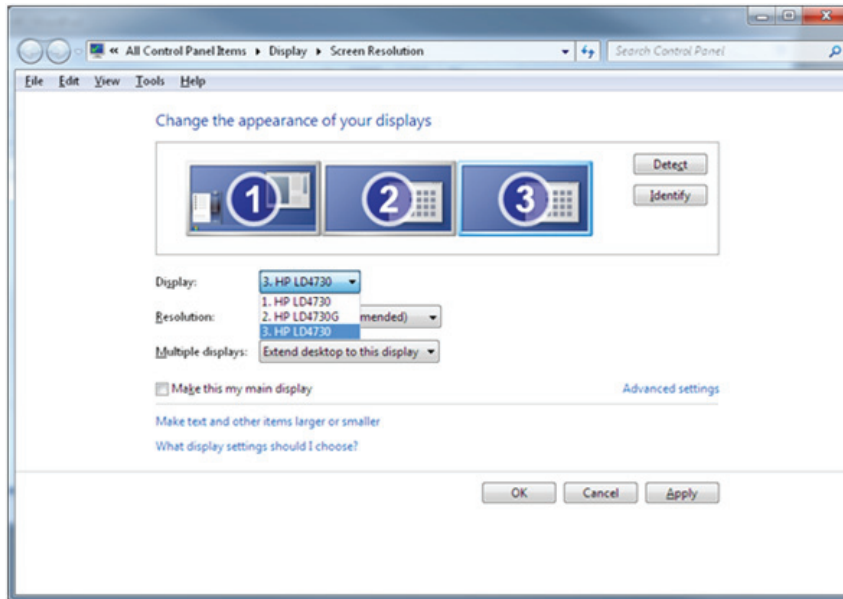 « All Control Panel Items ▸ Display ▸ Screen Resolution Search Control Panel
File Edit View Tools Help
Change the appearance of your displays
1 2 3
Detect
Identify
Display: 3. HP LD4730
1. HP LD4730
2. HP LD4730G
3. HP LD4730
Resolution: mended)
Multiple displays: Extend desktop to this display
Make this my main display Advanced settings
Make text and other items larger or smaller
What display settings should I choose?
OK Cancel Apply